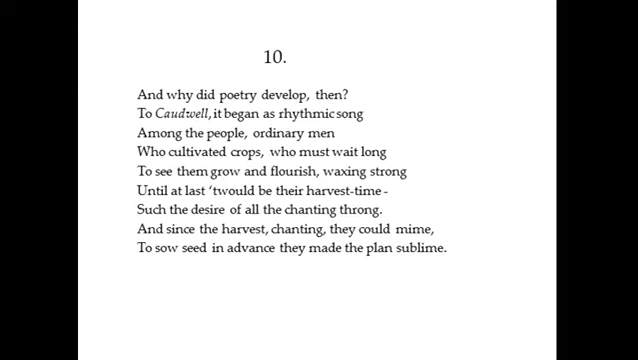 10.
And why did poetry develop, then?
To Caudwell, it began as rhythmic song
Among the people, ordinary men
Who cultivated crops, who must wait long
To see them grow and flourish, waxing strong
Until at last ‘twould be their harvest-time -
Such the desire of all the chanting throng.
And since the harvest, chanting, they could mime,
To sow seed in advance they made the plan sublime.